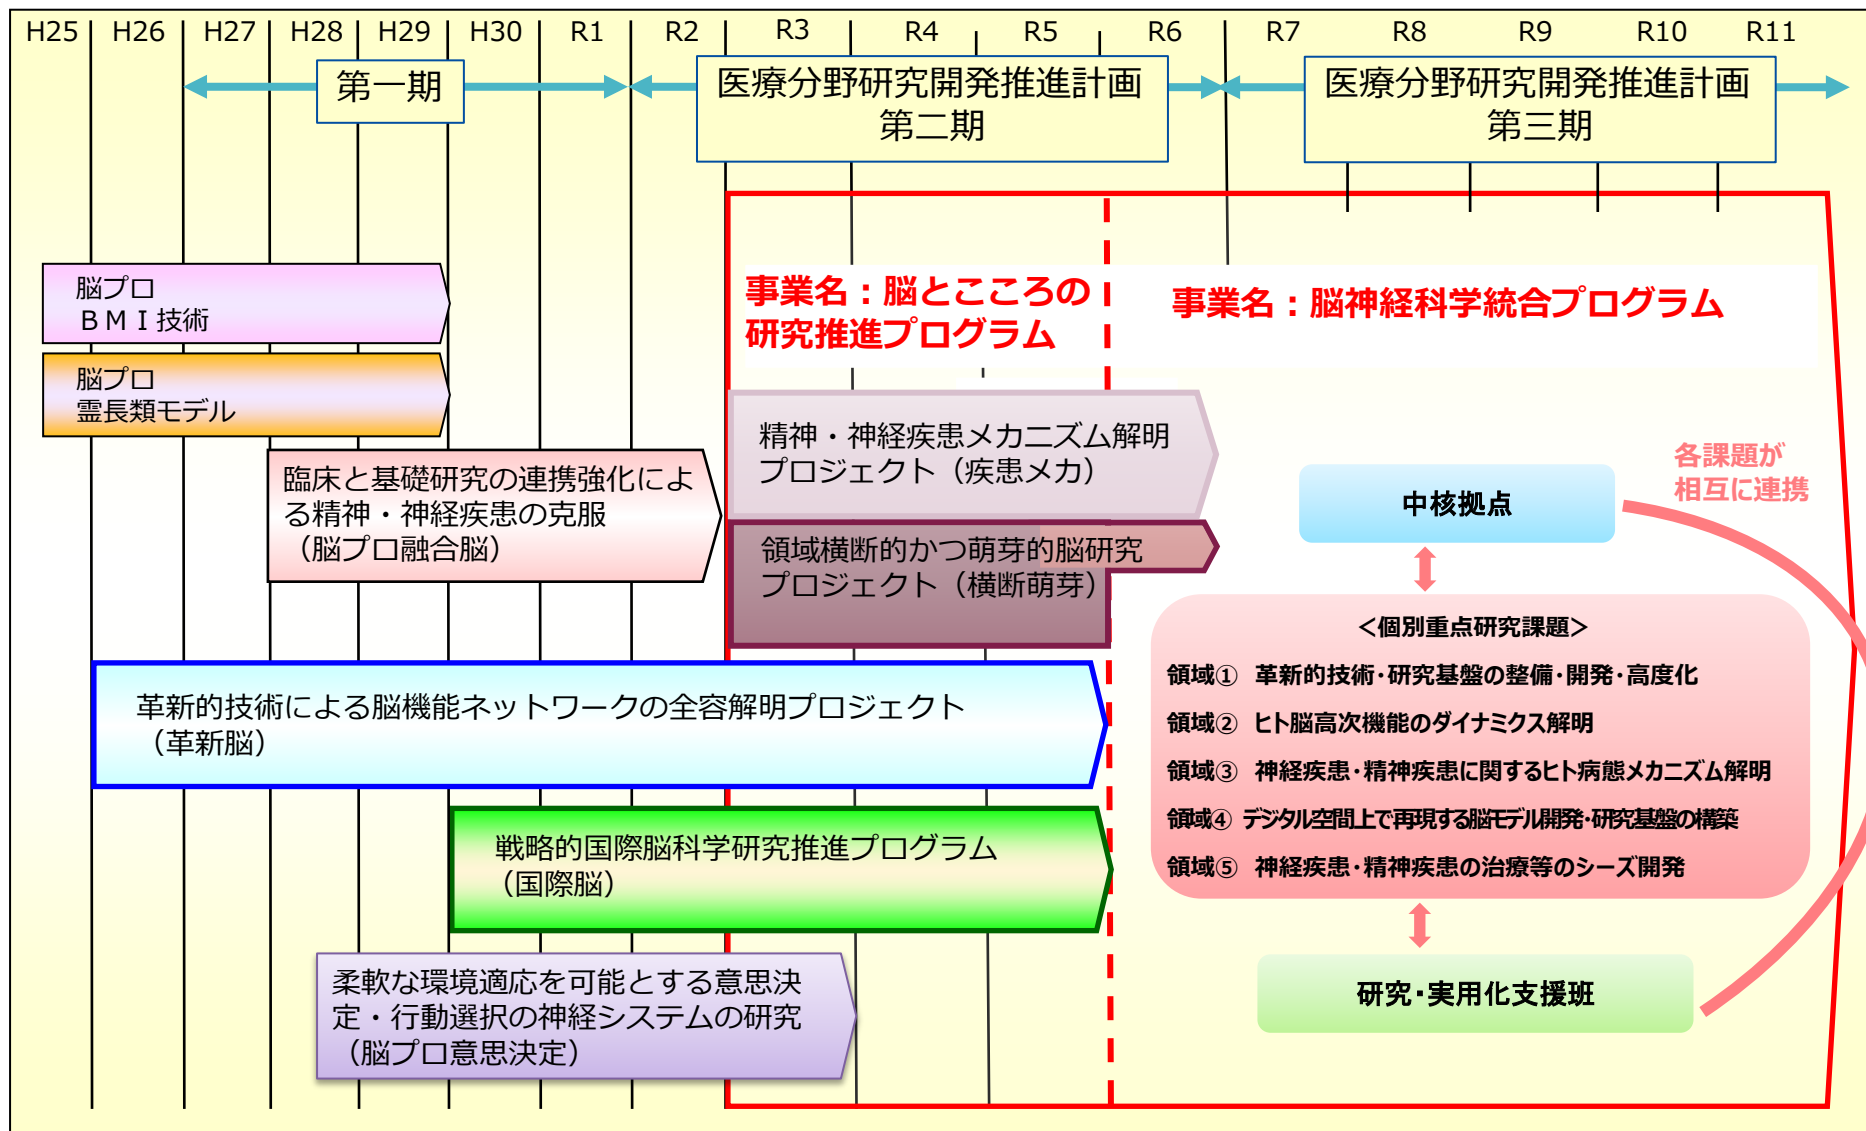 H25 H26 H27 H28 H29 H30 R1 R2 R3 R4 R5 R6 R7 R8 R9 R10 R11
第一期
医療分野研究開発推進計画
第二期
医療分野研究開発推進計画
第三期
脳プロ
ＢＭＩ技術
脳プロ
霊長類モデル
臨床と基礎研究の連携強化によ
る精神・神経疾患の克服
（脳プロ融合脳）
革新的技術による脳機能ネットワークの全容解明プロジェクト
（革新脳）
戦略的国際脳科学研究推進プログラム
（国際脳）
柔軟な環境適応を可能とする意思決
定・行動選択の神経システムの研究
（脳プロ意思決定）
事業名：脳とこころの
研究推進プログラム
精神・神経疾患メカニズム解明
プロジェクト（疾患メカ）
領域横断的かつ萌芽的脳研究
プロジェクト（横断萌芽）
事業名：脳神経科学統合プログラム
各課題が
相互に連携
中核拠点
＜個別重点研究課題＞
領域① 革新的技術・研究基盤の整備・開発・高度化
領域② ヒト脳高次機能のダイナミクス解明
領域③ 神経疾患・精神疾患に関するヒト病態メカニズム解明
領域④ デジタル空間上で再現する脳モデル開発・研究基盤の構築
領域⑤ 神経疾患・精神疾患の治療等のシーズ開発
研究・実用化支援班